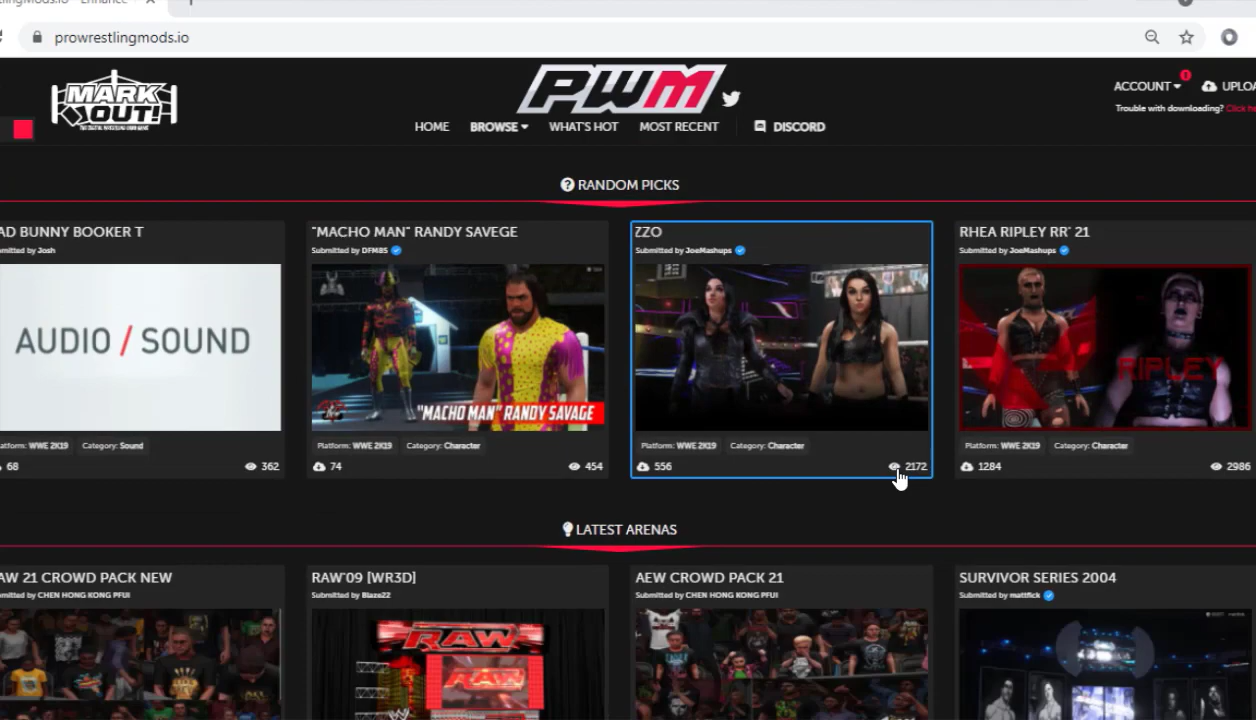 prowrestlingmods.io
MARK OUT!
PWM
ACCOUNT
Trouble with downloading?
HOME
BROWSE
WHAT'S HOT
MOST RECENT
DISCORD
RANDOM PICKS
AD BUNNY BOOKER T
"MACHO MAN" RANDY SAVEGE
ZZO
RHEA RIPLEY RR' 21
mitted by Josh
Submitted by DFM85
Submitted by JoeMashups
Submitted by JoeMashups
AUDIO / SOUND
"MACHO MAN" RANDY SAVAGE
RIPLEY
atform: WWE 2K19 Category: Sound
Platform: WWE 2K19 Category: Character
Platform: WWE 2K19 Category: Character
Platform: WWE 2K19 Category: Character
68 362
74 454
556 2172
1284 2986
LATEST ARENAS
AW 21 CROWD PACK NEW
RAW'09 [WR3D]
AEW CROWD PACK 21
SURVIVOR SERIES 2004
mitted by CHEN HONG KONG PFUI
Submitted by Blaze22
Submitted by CHEN HONG KONG PFUI
Submitted by mattfick
RAW
RAW